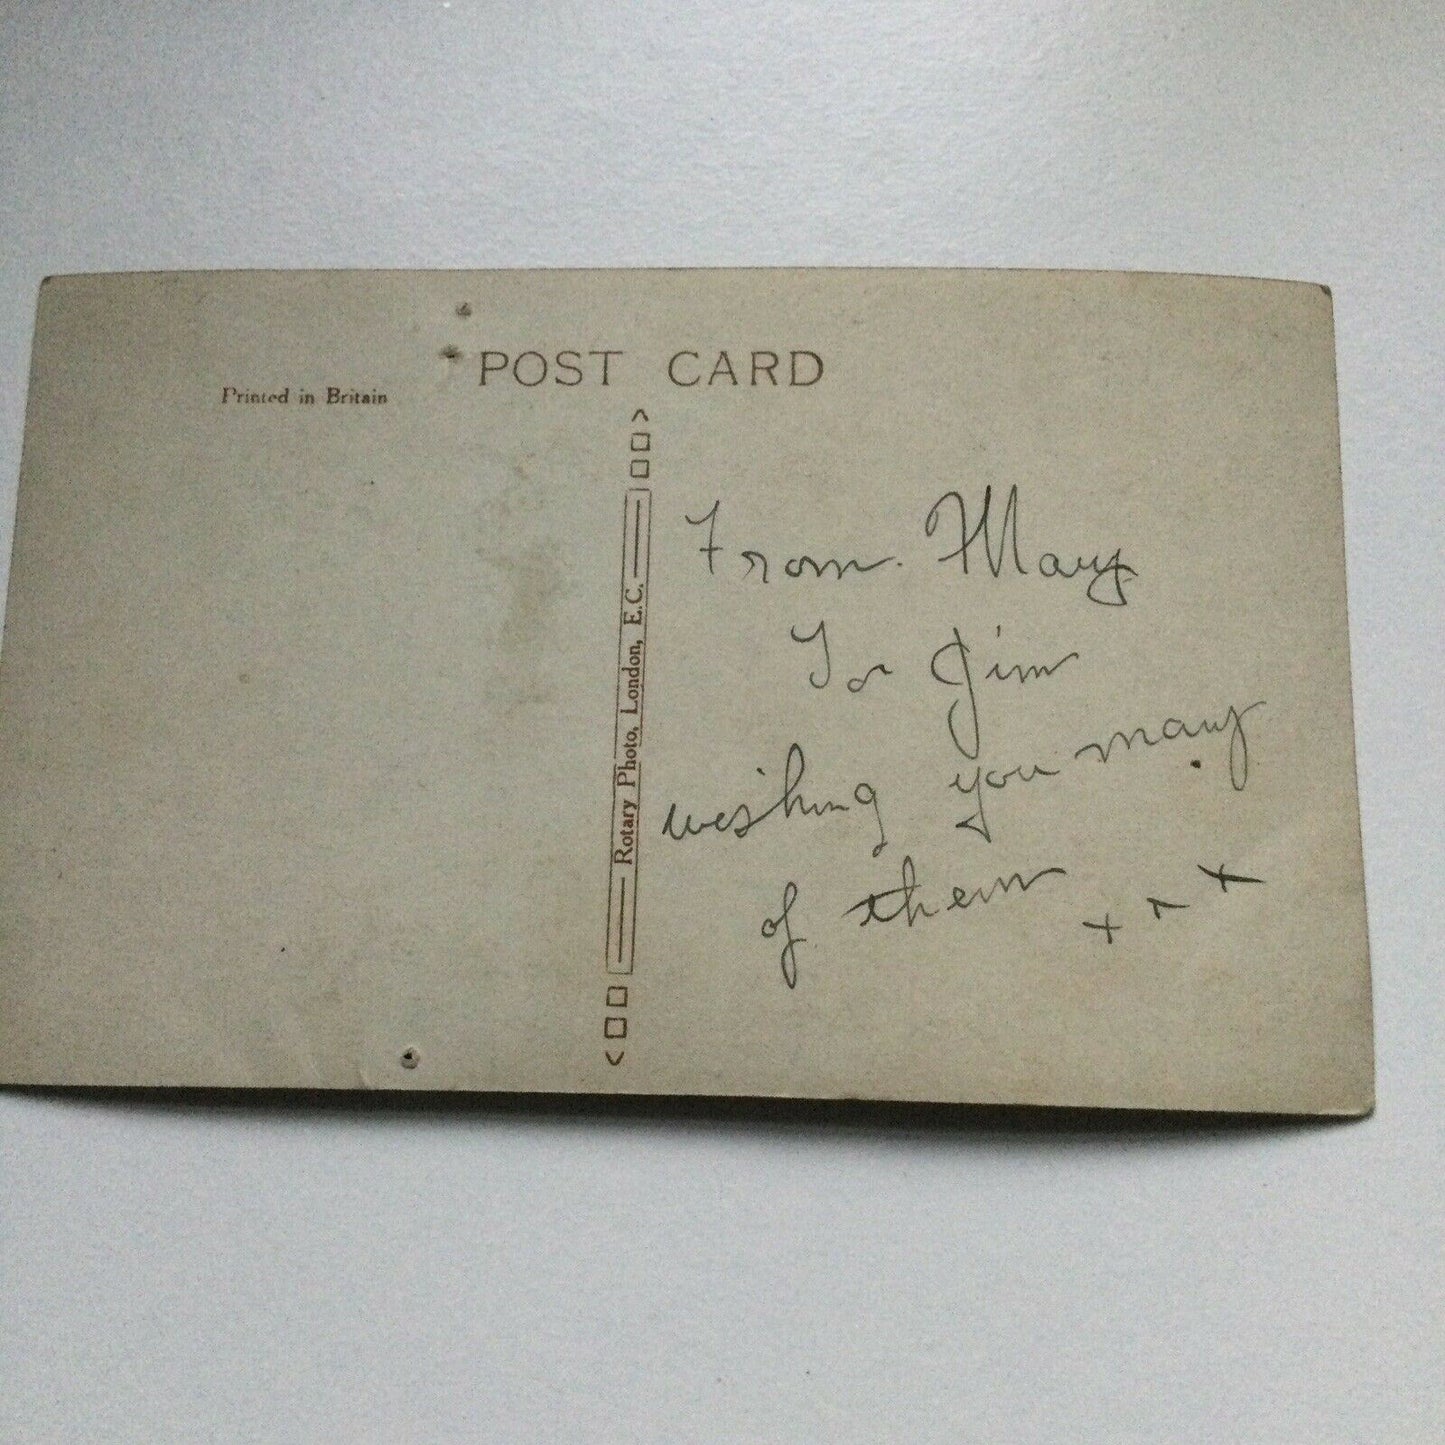 POST CARD
Printed in Britain
Rotary Photo, London, E.C.
From. Mary
To Jim
wishing you many
of them
x x x